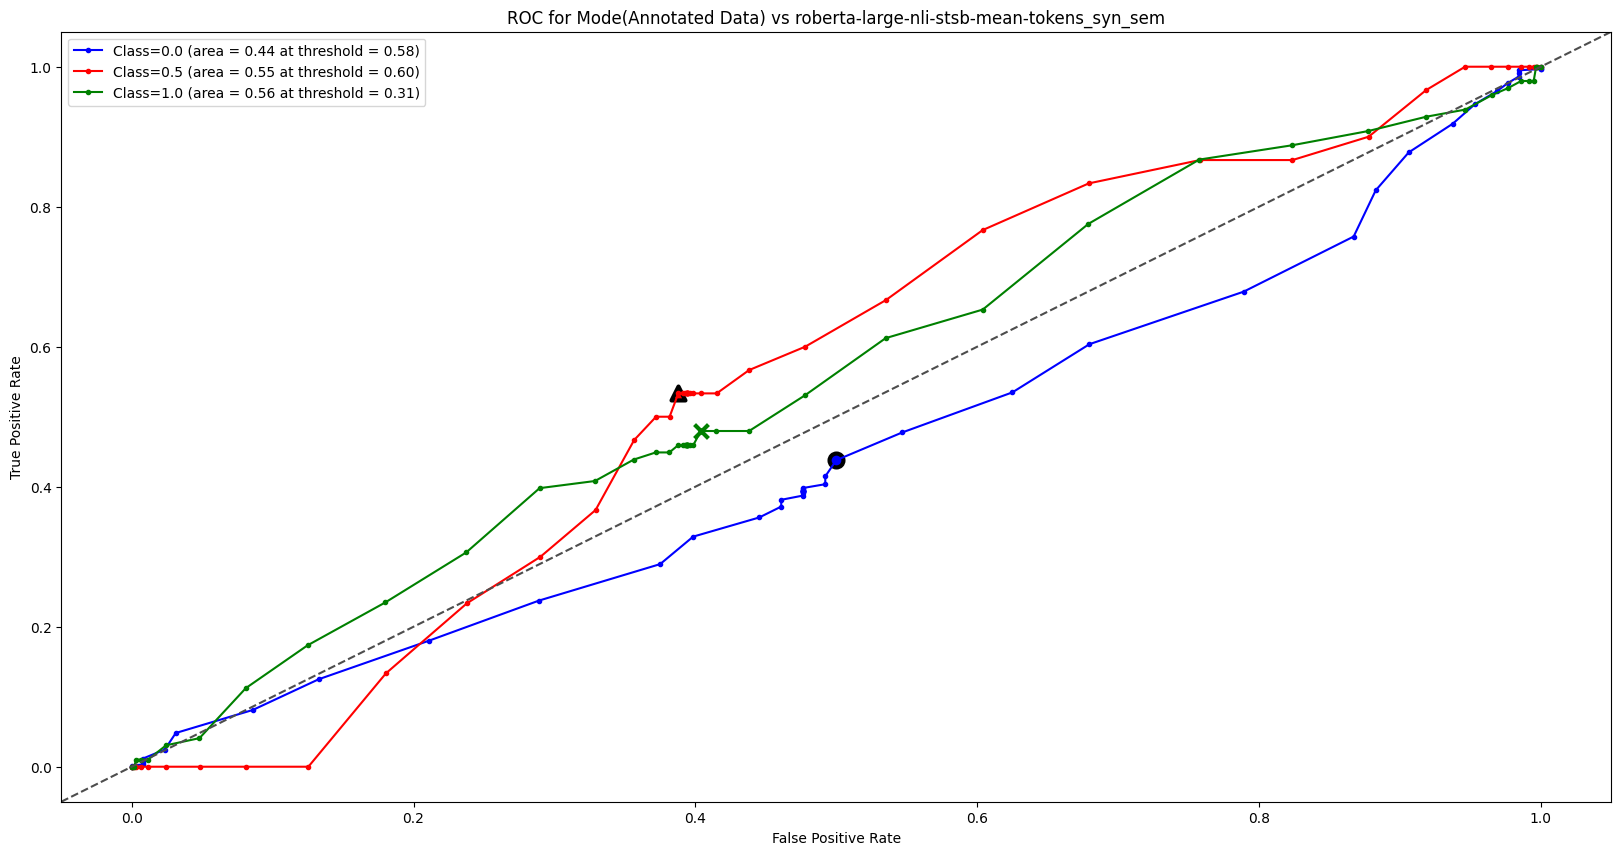 ROC for Mode(Annotated Data) vs roberta-large-nli-stsb-mean-tokens_syn_sem
Class=0.0 (area = 0.44 at threshold = 0.58)
Class=0.5 (area = 0.55 at threshold = 0.60)
Class=1.0 (area = 0.56 at threshold = 0.31)
True Positive Rate
1.0
0.8
0.6
0.4
0.2
0.0
0.0 0.2 0.4 0.6 0.8 1.0
False Positive Rate